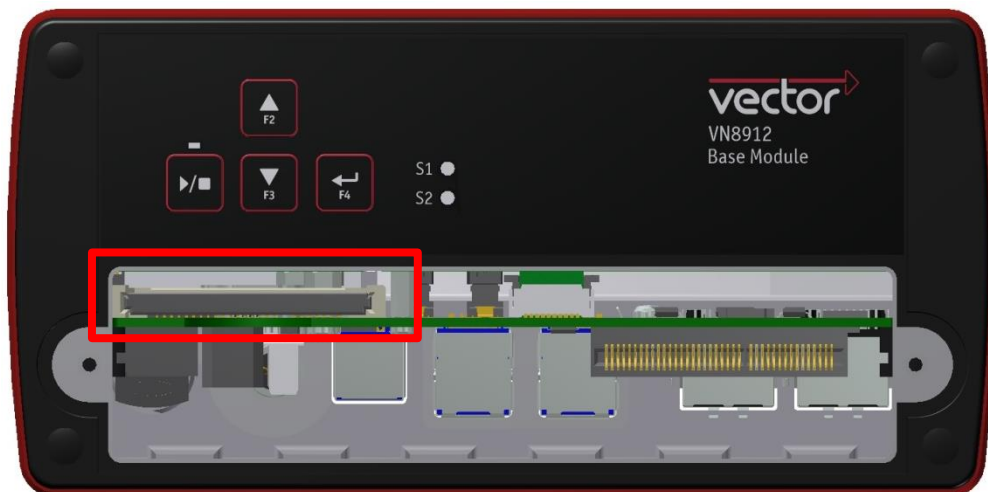 vector
VN8912
Base Module
F2
▶/■
F3
F4
S1
S2